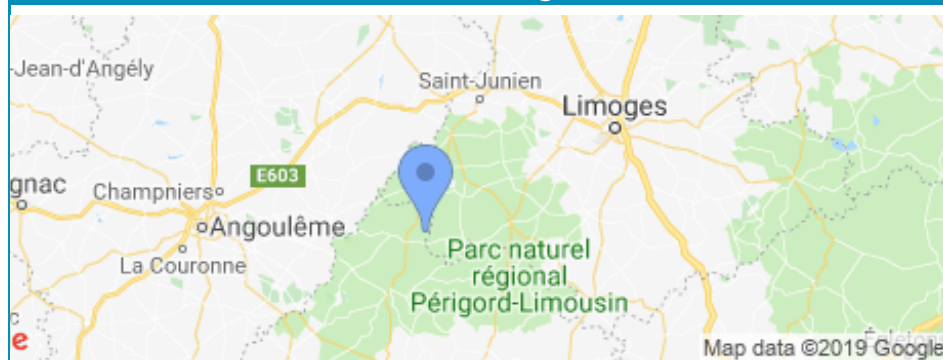 -Jean-d'Angély
Saint-Junien
Limoges
E603
gnac
Champniers
Angoulême
La Couronne
Parc naturel
régional
Périgord-Limousin
c
e
Égleton
Map data ©2019 Google